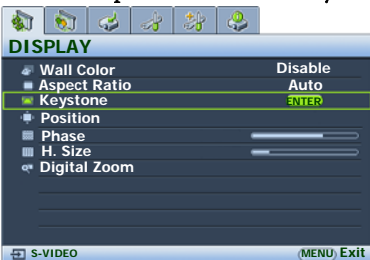 DISPLAY
Wall Color Disable
Aspect Ratio Auto
Keystone ENTER
Position
Phase
H. Size
Digital Zoom
S-VIDEO MENU Exit